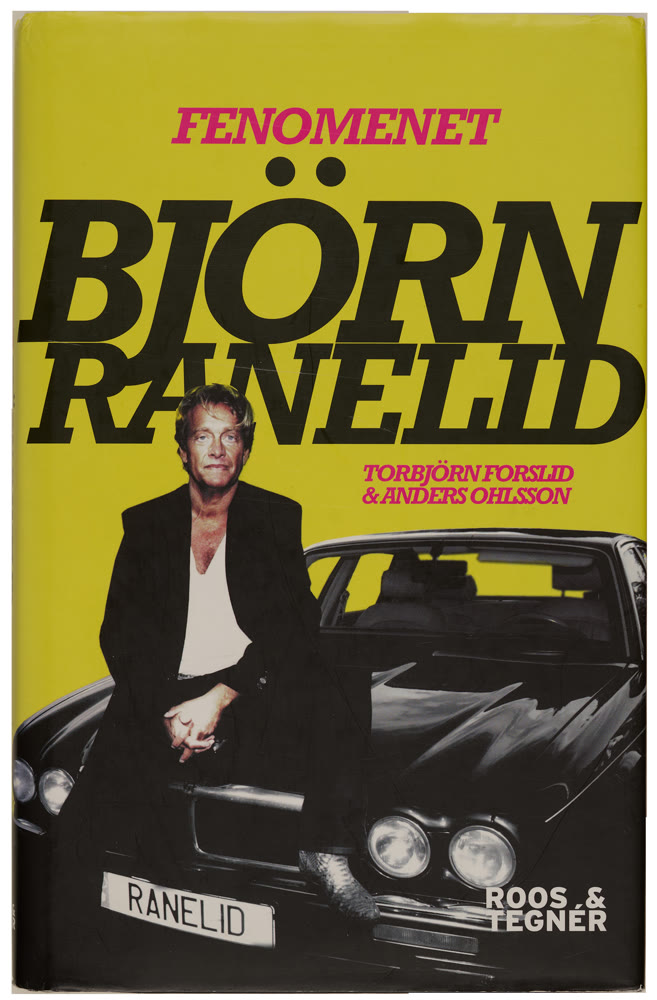 FENOMENET
BJÖRN
RANELID
TORBJÖRN FORSLID
& ANDERS OHLSSON
RANELID
ROOS &
TEGNÉR